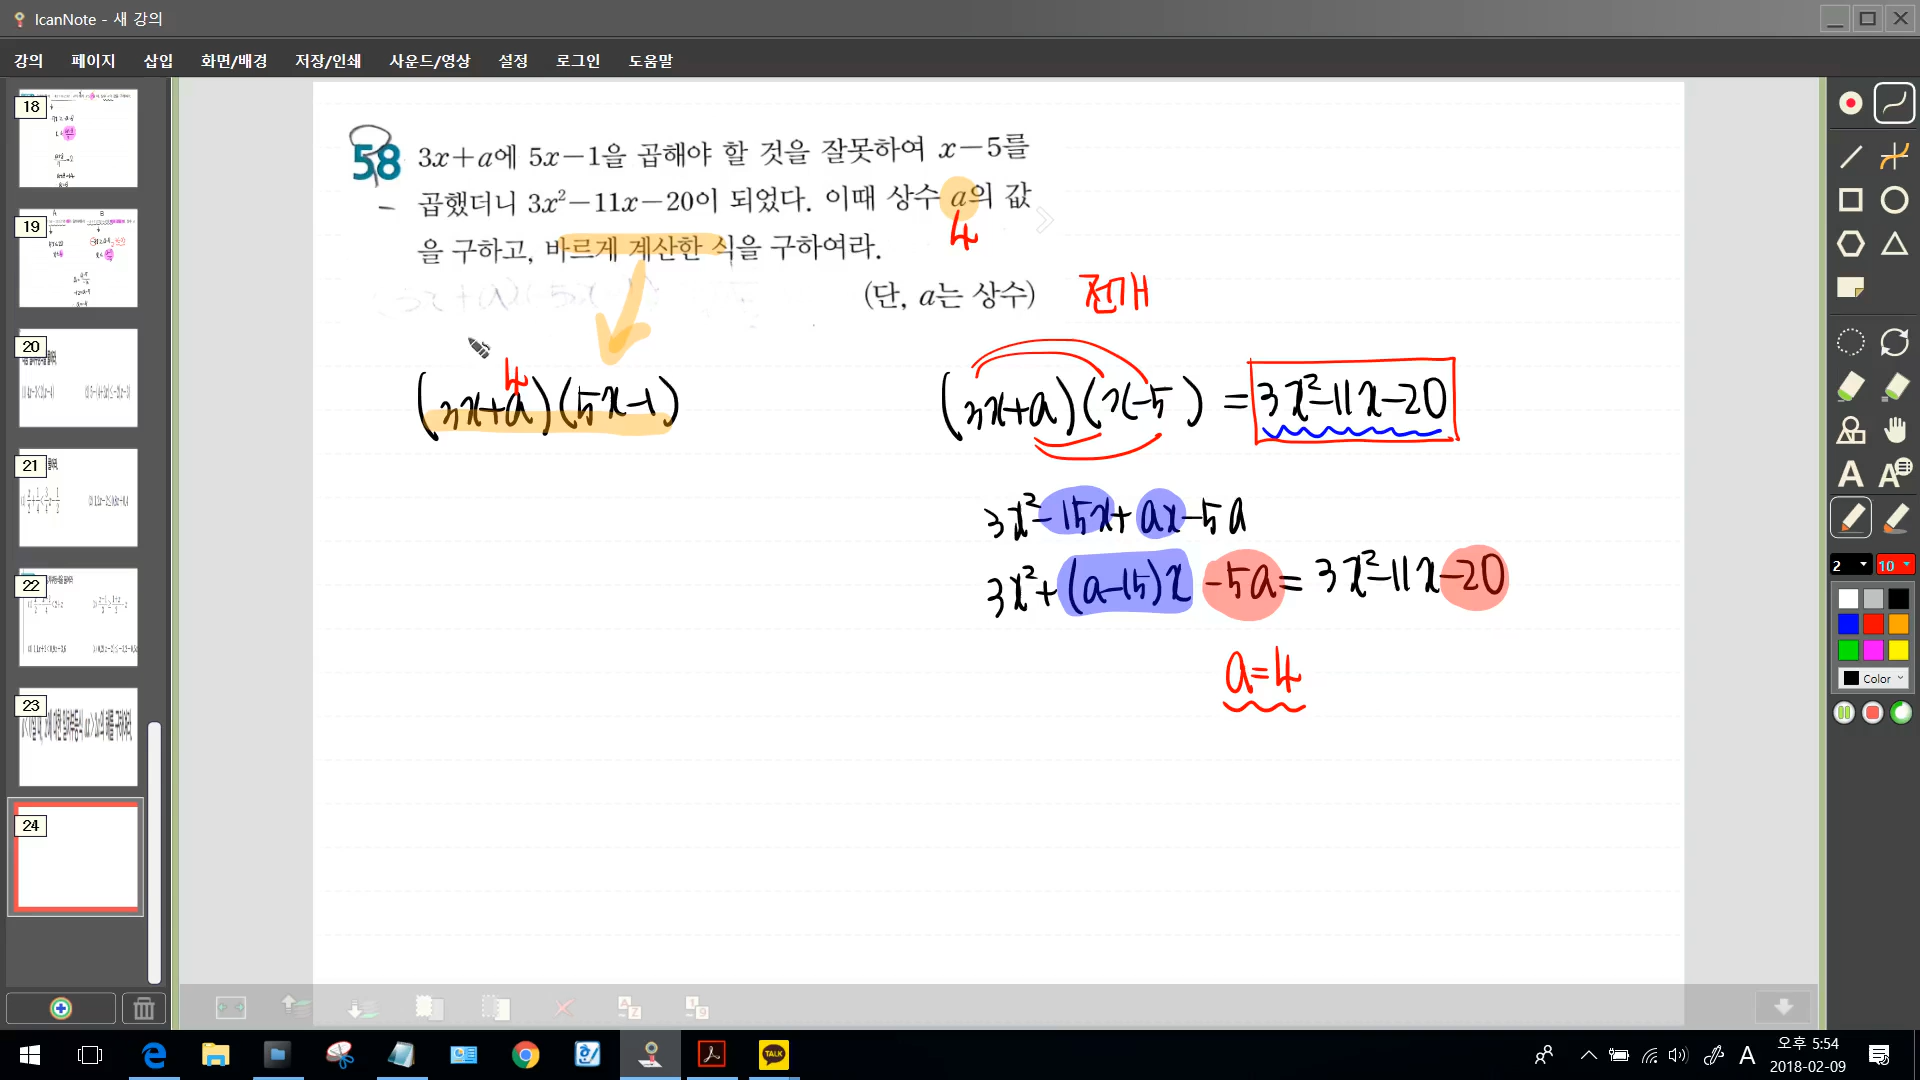 IcanNote - 새 강의
강의 페이지 삽입 화면/배경 저장/인쇄 사운드/영상 설정 로그인 도움말
18
19
20
21
22
23
24
58 3x+a에 5x−1을 곱해야 할 것을 잘못하여 x−5를
곱했더니 3x²−11x−20이 되었다. 이때 상수 a의 값
4
을 구하고, 바르게 계산한 식을 구하여라.
(단, a는 상수)
전개
4
(3x+a)(5x-1)
(3x+a)(x-5) = 3x²-11x-20
3x²-15x+ax-5a
3x²+(a-15)x -5a = 3x²-11x-20
a=4
2
10
Color
TALK
A
오후 5:54
2018-02-09